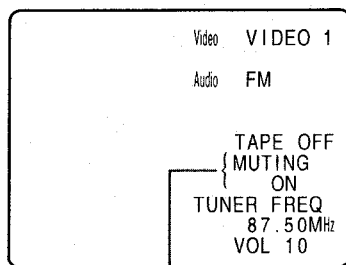 Video VIDEO 1
Audio FM
TAPE OFF
MUTING
ON
TUNER FREQ
87.50MHz
VOL 10